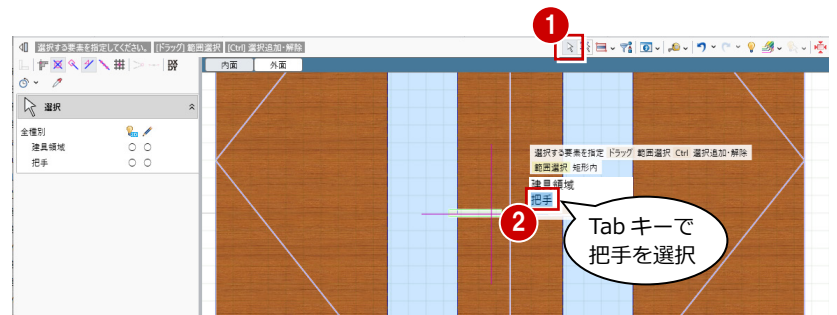 1
選択する要素を指定してください。 [ドラッグ] 範囲選択 [Ctrl] 選択追加・解除
内面 外面
選択
全種別
建具領域
把手
選択する要素を指定 ドラッグ 範囲選択 Ctrl 選択追加・解除
範囲選択 矩形内
建具領域
把手
2
Tab キーで
把手を選択